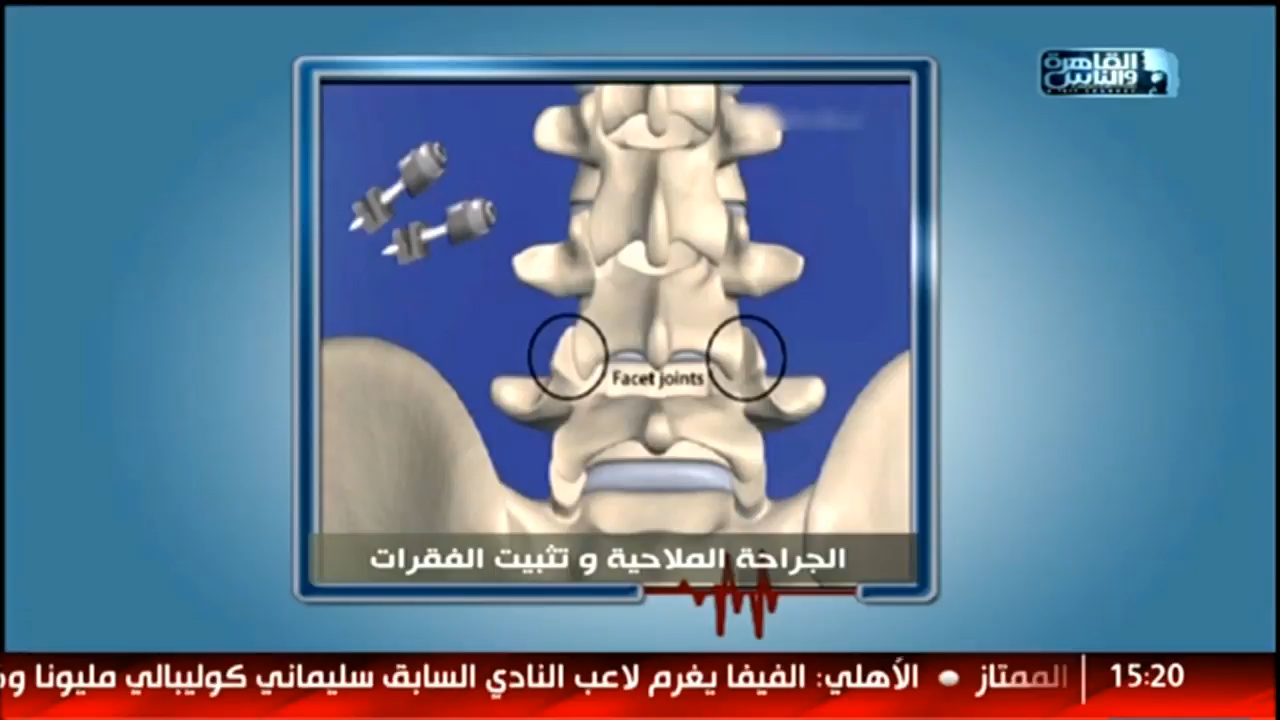 القاهرة
والناس
Facet joints
الجراحة الملاحية و تثبيت الفقرات
15:20
الممتاز • الأهلي: الفيفا يغرم لاعب النادي السابق سليماني كوليبالي مليونا